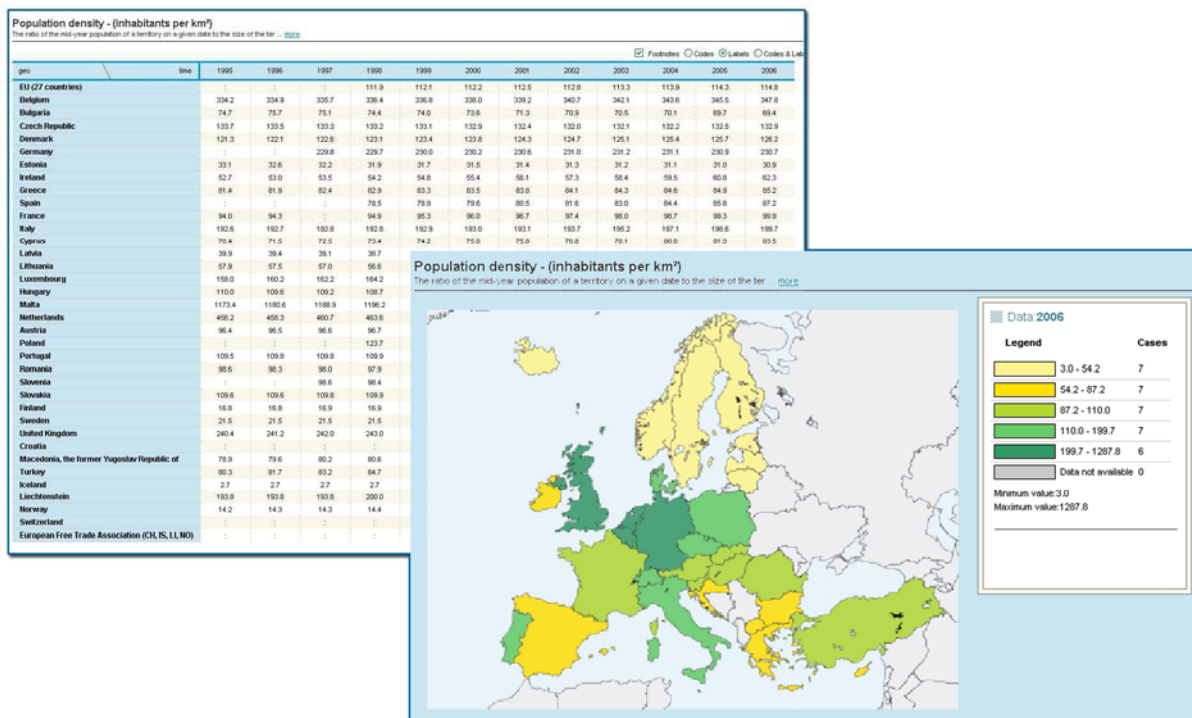 Population density - (inhabitants per km²)
The ratio of the mid-year population of a territory on a given date to the size of the ter ... more
Footnotes Codes Labels Codes & Lab
geo time 1995 1996 1997 1998 1999 2000 2001 2002 2003 2004 2005 2006
EU (27 countries) : : : 111.9 112.1 112.2 112.5 112.8 113.3 113.9 114.3 114.8
Belgium 334.2 334.9 335.7 336.4 336.8 338.0 339.2 340.7 342.1 343.6 345.5 347.8
Bulgaria 74.7 75.7 75.1 74.4 74.0 73.6 71.3 70.9 70.5 70.1 69.7 69.4
Czech Republic 133.7 133.5 133.3 133.2 133.1 132.9 132.4 132.0 132.1 132.2 132.5 132.9
Denmark 121.3 122.1 122.6 123.1 123.4 123.8 124.3 124.7 125.1 125.4 125.7 126.2
Germany : : 229.8 229.7 230.0 230.2 230.6 231.0 231.2 231.1 230.9 230.7
Estonia 33.1 32.6 32.2 31.9 31.7 31.5 31.4 31.3 31.2 31.1 31.0 30.9
Ireland 52.7 53.0 53.5 54.2 54.8 55.4 56.1 57.3 58.4 59.5 60.8 62.3
Greece 81.4 81.9 82.4 82.9 83.3 83.5 83.8 84.1 84.3 84.6 84.9 85.2
Spain : : : 78.5 78.9 79.6 80.5 81.6 83.0 84.4 85.8 87.2
France 94.0 94.3 : 94.9 95.3 96.0 96.7 97.4 98.0 98.7 99.3 99.9
Italy 192.6 192.7 192.8 192.8 192.9 193.0 193.1 193.7 195.2 197.1 198.6 199.7
Cyprus 70.4 71.5 72.5 73.4 74.2 75.0 75.8 76.8 78.1 80.0 81.9 83.5
Latvia 39.9 39.4 39.1 38.7
Lithuania 57.9 57.5 57.0 56.6
Luxembourg 158.0 160.2 162.2 164.2
Hungary 110.0 109.6 109.2 108.7
Malta 1173.4 1180.6 1188.9 1196.2
Netherlands 456.2 458.3 460.7 463.6
Austria 96.4 96.5 96.6 96.7
Poland : : : 123.7
Portugal 109.5 109.8 109.8 109.9
Romania 98.6 98.3 98.0 97.9
Slovenia : : 98.6 98.4
Slovakia 109.6 109.6 109.8 109.9
Finland 16.8 16.8 16.9 16.9
Sweden 21.5 21.5 21.5 21.5
United Kingdom 240.4 241.2 242.0 243.0
Croatia : : : :
Macedonia, the former Yugoslav Republic of 78.9 79.6 80.2 80.6
Turkey 80.3 81.7 83.2 84.7
Iceland 2.7 2.7 2.7 2.7
Liechtenstein 193.8 193.8 193.8 200.0
Norway 14.2 14.3 14.3 14.4
Switzerland : : : :
European Free Trade Association (CH, IS, LI, NO) : : : :
Population density - (inhabitants per km²)
The ratio of the mid-year population of a territory on a given date to the size of the ter ... more
Data:2006
Legend Cases
3.0 - 54.2 7
54.2 - 87.2 7
87.2 - 110.0 7
110.0 - 199.7 7
199.7 - 1287.8 6
Data not available 0
Minimum value:3.0
Maximum value:1287.8